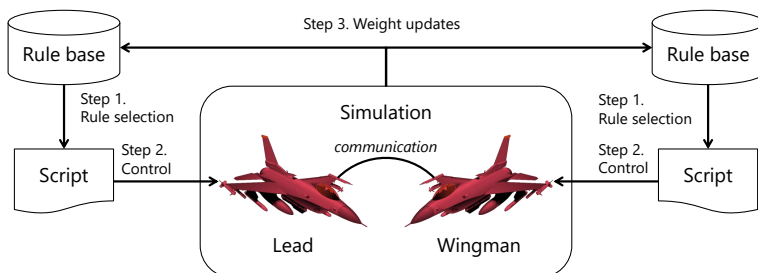 Step 3. Weight updates
Rule base
Rule base
Step 1.
Rule selection
Step 1.
Rule selection
Simulation
communication
Step 2.
Control
Step 2.
Control
Script
Script
Lead
Wingman